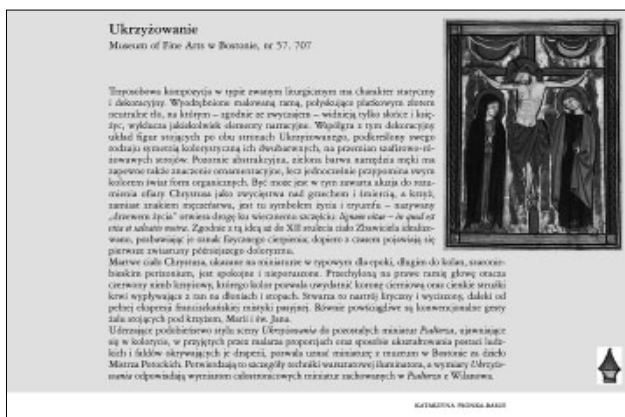 Ukrzyżowanie
Museum of Fine Arts w Bostonie, nr 57. 707
Trzyosobowa kompozycja w typie zwanym liturgicznym ma charakter statyczny
i dekoracyjny. Wyodrębnione malowaną ramą, połyskujące płatkowym złotem
neutralne tło, na którym – zgodnie ze zwyczajem – widnieją tylko słońce i księ-
życ, wyklucza jakiekolwiek elementy narracyjne. Współgra z tym dekoracyjny
układ figur stojących po obu stronach Ukrzyżowanego, podkreślony swego
rodzaju symetrią kolorystyczną ich dwubarwnych, na przemian szafirowo-ró-
żowawych strojów. Pozornie abstrakcyjna, zielona barwa narzędzia męki ma
zapewne także znaczenie ornamentacyjne, lecz jednocześnie przypomina swym
kolorem świat form organicznych. Być może jest w tym zawarta aluzja do rozu-
mienia ofiary Chrystusa jako zwycięstwa nad grzechem i śmiercią, a krzyż,
zamiast znakiem męczeństwa, jest tu symbolem życia i tryumfu – nazywany
„drzewem życia” otwiera drogę ku wiecznemu szczęściu: lignum vitae – in quod est
vita et salvatio nostra. Zgodnie z tą ideą aż do XII stulecia ciało Zbawiciela idealizo-
wano, pozbawiając je oznak fizycznego cierpienia; dopiero z czasem pojawiają się
pierwsze zwiastuny późniejszego doloryzmu.
Martwe ciało Chrystusa, ukazane na miniaturze w typowym dla epoki, długim do kolan,
bieskim perizonium, jest spokojne i nieporuszone. Przechyloną na prawe ramię głowę otacza
czerwony nimb krzyżowy, którego kolor pozwala uwydatnić koronę cierniową oraz cienkie strużki
krwi wypływające z ran na dłoniach i stopach. Stwarza to nastrój liryczny i wyciszony, daleki od
pełnej ekspresji franciszkańskiej mistyki pasyjnej. Równie powściągliwe są konwencjonalne gesty
żalu stojących pod krzyżem, Marii i św. Jana.
Uderzające podobieństwo stylu sceny Ukrzyżowania do pozostałych miniatur Psałterza, ujawniające
się w kolorycie, w przyjętych przez malarza proporcjach oraz sposobie ukształtowania postaci ludz-
kich i fałdów okrywających je draperii, pozwala uznać miniaturę z muzeum w Bostonie za dzieło
Mistrza Potockich. Potwierdzają to szczegóły techniki warsztatowej iluminatora, a wymiary Ukrzyżo-
wania odpowiadają wymiarom całostronicowych miniatur zachowanych w Psałterzu z Wilanowa.
KATARZYNA PŁONKA-BAŁUS